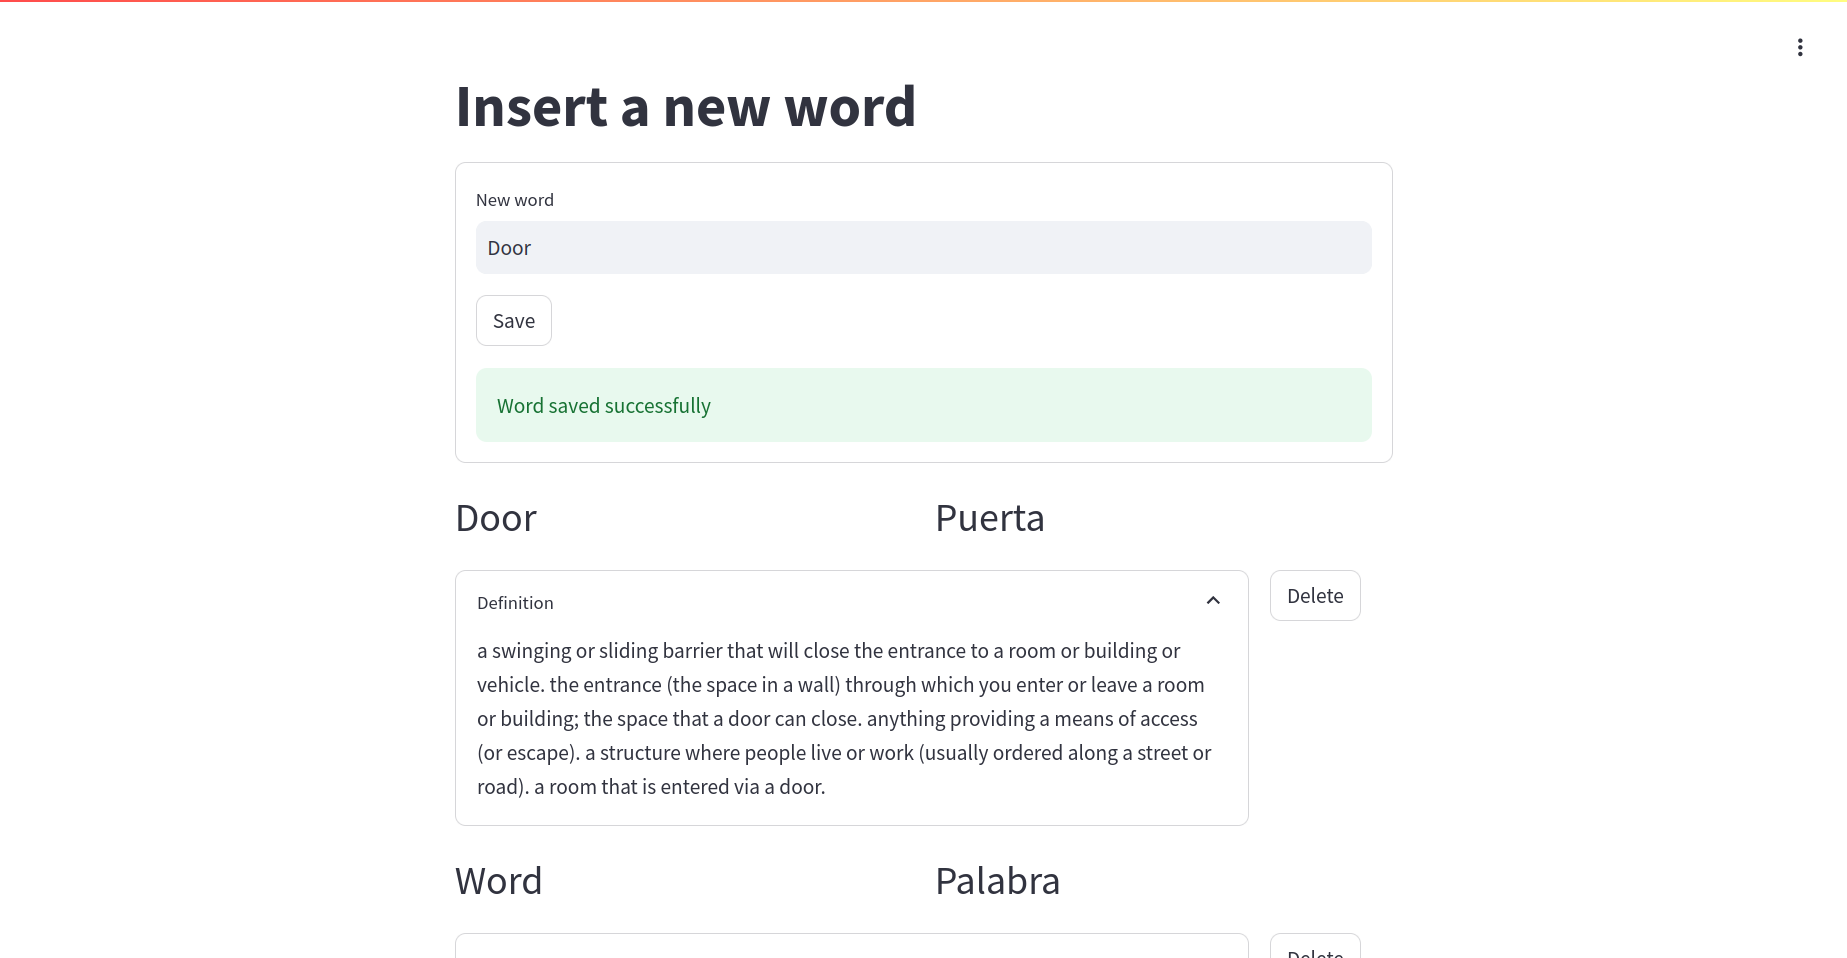 Insert a new word
New word
Door
Save
Word saved successfully
Door
Puerta
Definition
Delete
a swinging or sliding barrier that will close the entrance to a room or building or
vehicle. the entrance (the space in a wall) through which you enter or leave a room
or building; the space that a door can close. anything providing a means of access
(or escape). a structure where people live or work (usually ordered along a street or
road). a room that is entered via a door.
Word
Palabra
Delete